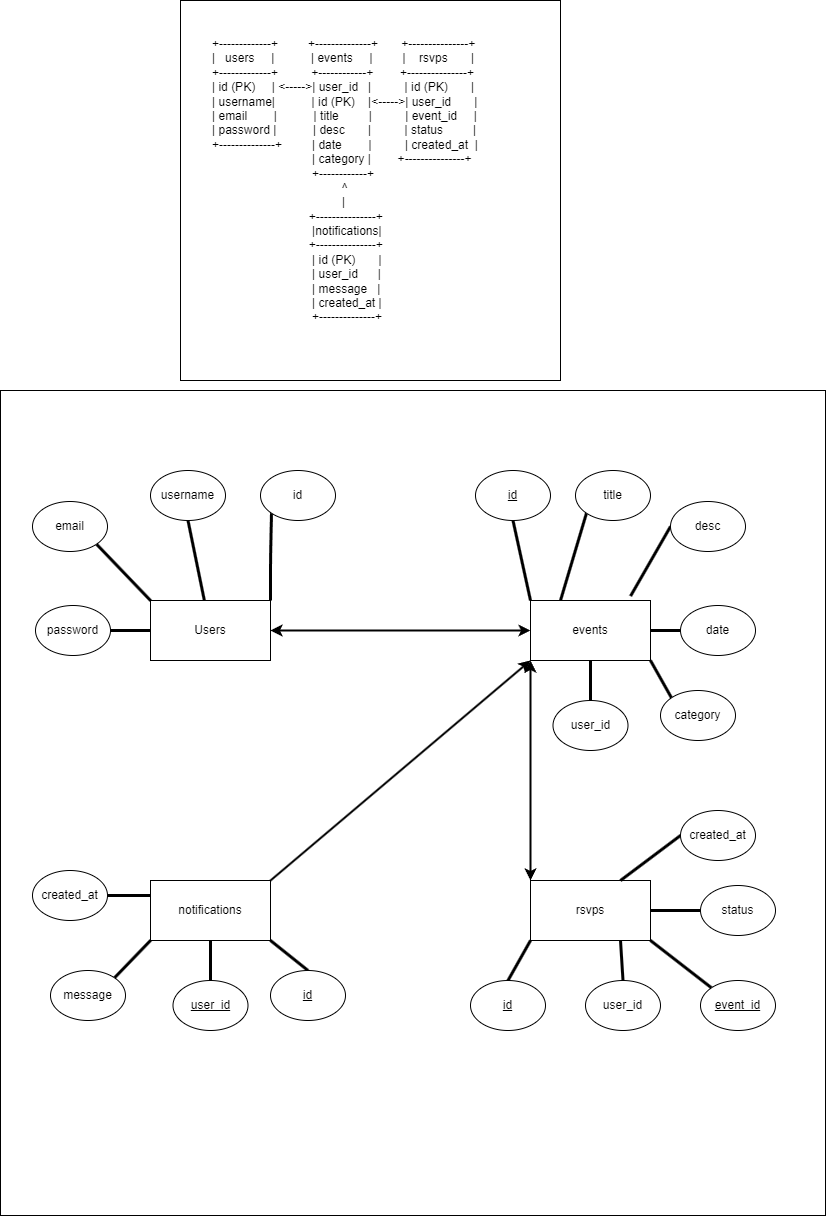 +-------------+ +--------------+ +---------------+
| users | | events | | rsvps |
+-------------+ +------------+ +---------------+
| id (PK) | <----->| user_id | | id (PK) |
| username| | id (PK) |<----->| user_id |
| email | | title | | event_id |
| password | | desc | | status |
+--------------+ | date | | created_at |
| category | +---------------+
+------------+
^
|
+---------------+
|notifications|
+---------------+
| id (PK) |
| user_id |
| message |
| created_at |
+--------------+
username
id
id
title
email
desc
password
Users
events
date
category
user_id
created_at
created_at
notifications
rsvps
status
message
user_id
id
id
user_id
event_id